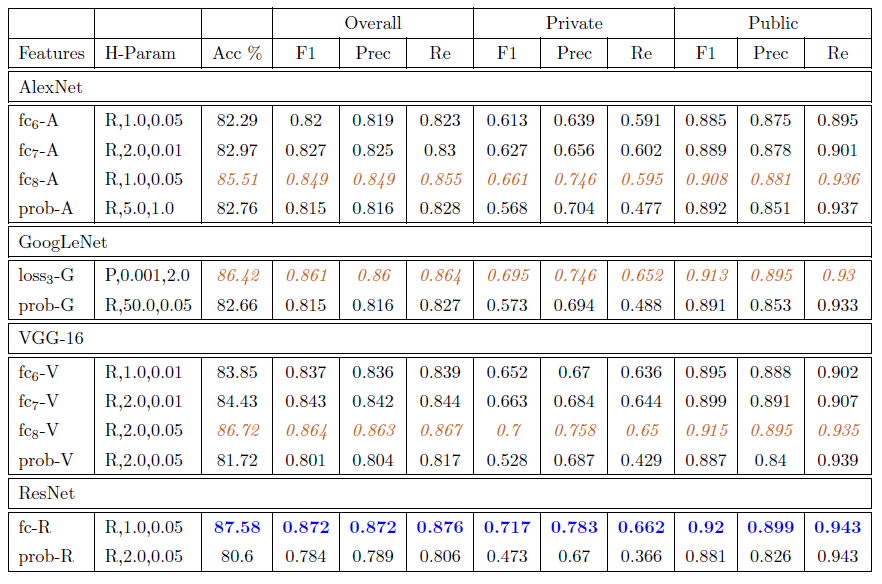 Overall Private Public
Features H-Param Acc % F1 Prec Re F1 Prec Re F1 Prec Re
AlexNet
fc₆-A R,1.0,0.05 82.29 0.82 0.819 0.823 0.613 0.639 0.591 0.885 0.875 0.895
fc₇-A R,2.0,0.01 82.97 0.827 0.825 0.83 0.627 0.656 0.602 0.889 0.878 0.901
fc₈-A R,1.0,0.05 85.51 0.849 0.849 0.855 0.661 0.746 0.595 0.908 0.881 0.936
prob-A R,5.0,1.0 82.76 0.815 0.816 0.828 0.568 0.704 0.477 0.892 0.851 0.937
GoogLeNet
loss₃-G P,0.001,2.0 86.42 0.861 0.86 0.864 0.695 0.746 0.652 0.913 0.895 0.93
prob-G R,50.0,0.05 82.66 0.815 0.816 0.827 0.573 0.694 0.488 0.891 0.853 0.933
VGG-16
fc₆-V R,1.0,0.01 83.85 0.837 0.836 0.839 0.652 0.67 0.636 0.895 0.888 0.902
fc₇-V R,2.0,0.01 84.43 0.843 0.842 0.844 0.663 0.684 0.644 0.899 0.891 0.907
fc₈-V R,2.0,0.05 86.72 0.864 0.863 0.867 0.7 0.758 0.65 0.915 0.895 0.935
prob-V R,2.0,0.05 81.72 0.801 0.804 0.817 0.528 0.687 0.429 0.887 0.84 0.939
ResNet
fc-R R,1.0,0.05 87.58 0.872 0.872 0.876 0.717 0.783 0.662 0.92 0.899 0.943
prob-R R,2.0,0.05 80.6 0.784 0.789 0.806 0.473 0.67 0.366 0.881 0.826 0.943